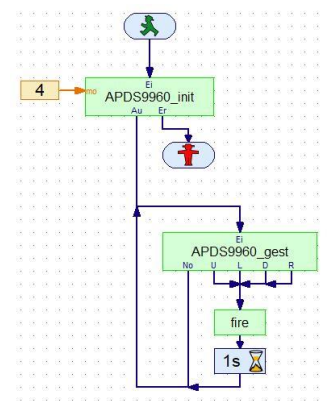 Ei
4
mo
APDS9960_init
Au Er
Ei
APDS9960_gest
No U L D R
fire
1s